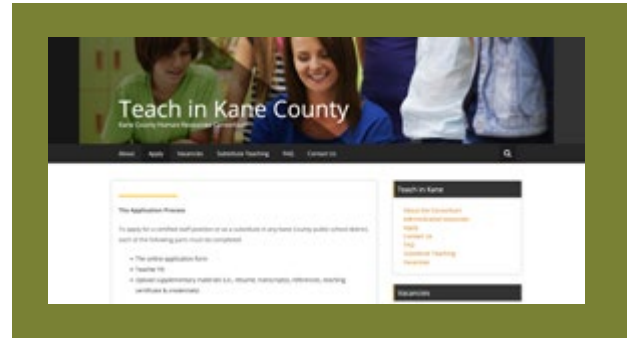 Teach in Kane County
Kane County Human Resources Consortium
About Apply Vacancies Substitute Teaching FAQ Contact Us
The Application Process
To apply for a certified staff position or as a substitute in any Kane County public school district,
each of the following parts must be completed:
The online application form
Teacher Fit
Upload supplementary materials (i.e., résumé, transcripts, references, teaching
certificate & credentials)
Teach in Kane
About the Consortium
Administrative Vacancies
Apply
Contact Us
FAQ
Substitute Teaching
Vacancies
Vacancies